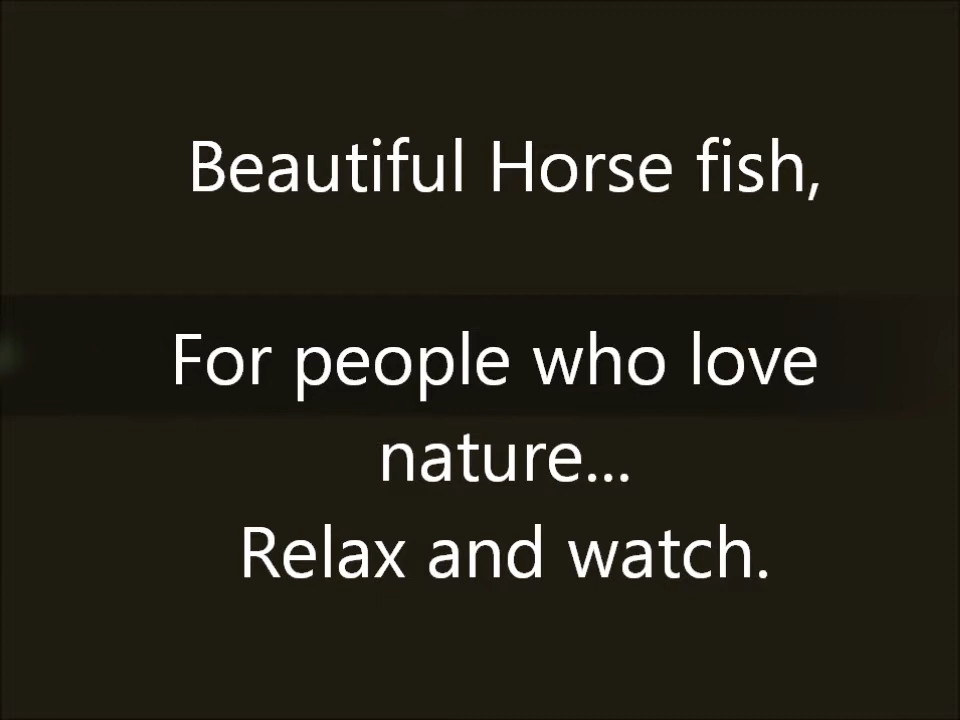 Beautiful Horse fish,
For people who love
nature...
Relax and watch.